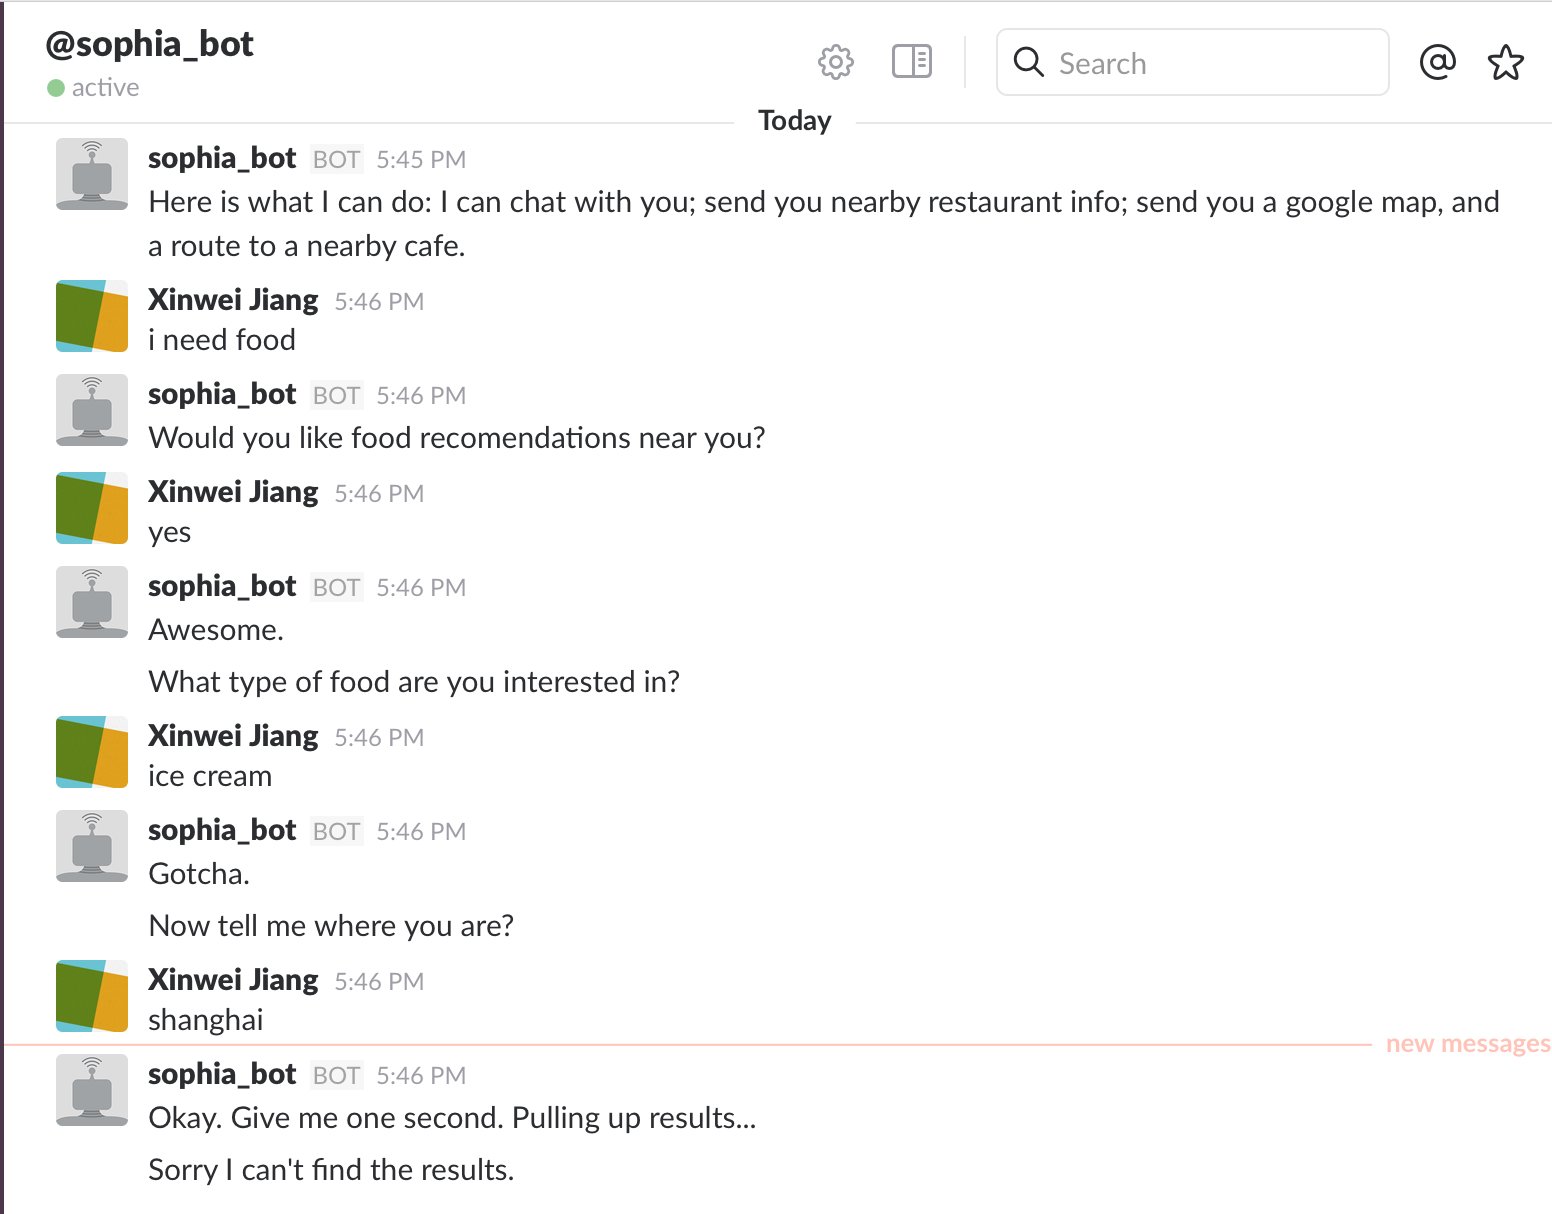 @sophia_bot
active
Search
Today
sophia_bot BOT 5:45 PM
Here is what I can do: I can chat with you; send you nearby restaurant info; send you a google map, and
a route to a nearby cafe.
Xinwei Jiang 5:46 PM
i need food
sophia_bot BOT 5:46 PM
Would you like food recomendations near you?
Xinwei Jiang 5:46 PM
yes
sophia_bot BOT 5:46 PM
Awesome.
What type of food are you interested in?
Xinwei Jiang 5:46 PM
ice cream
sophia_bot BOT 5:46 PM
Gotcha.
Now tell me where you are?
Xinwei Jiang 5:46 PM
shanghai
new messages
sophia_bot BOT 5:46 PM
Okay. Give me one second. Pulling up results...
Sorry I can't find the results.